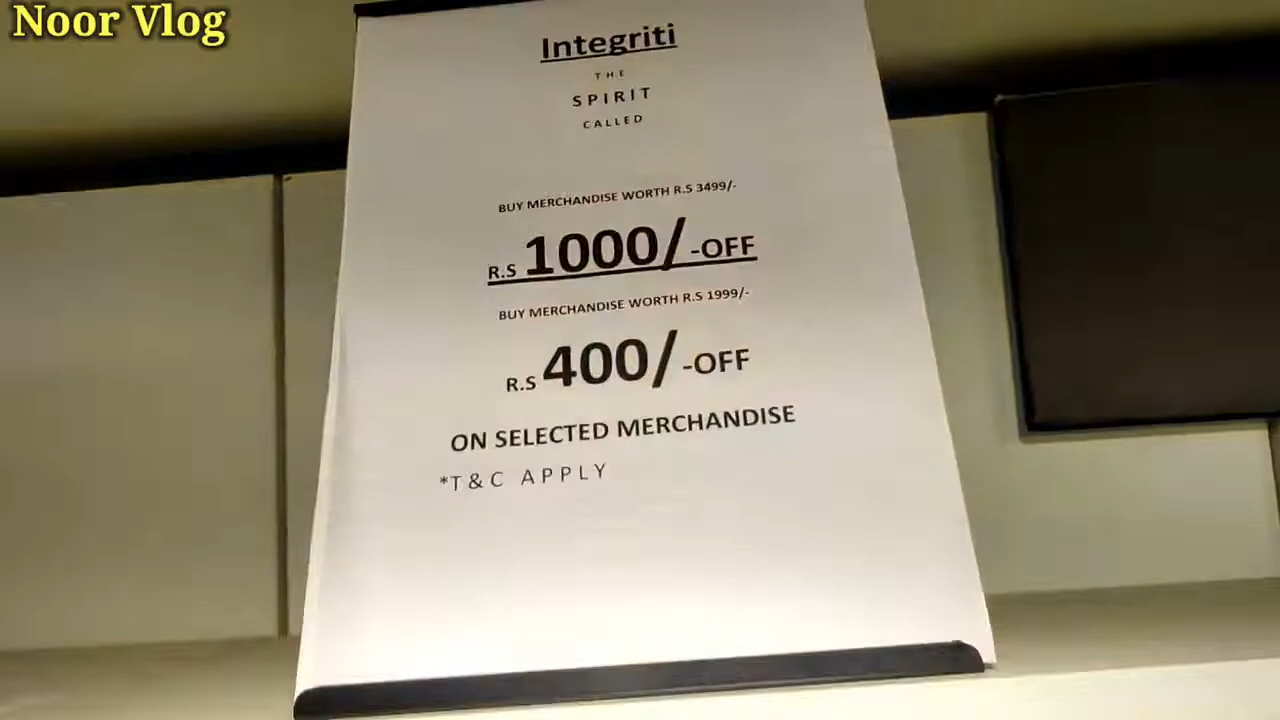 Noor Vlog
Integriti
THE
SPIRIT
CALLED
BUY MERCHANDISE WORTH R.S 3499/-
R.S 1000/-OFF
BUY MERCHANDISE WORTH R.S 1999/-
R.S 400/-OFF
ON SELECTED MERCHANDISE
*T&C APPLY